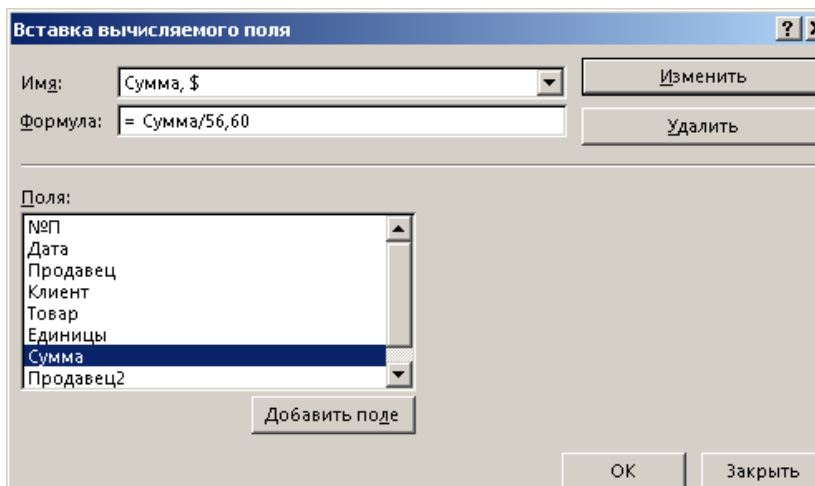 Вставка вычисляемого поля
Имя: Сумма, $ Изменить
Формула: = Сумма/56,60 Удалить
Поля:
№П
Дата
Продавец
Клиент
Товар
Единицы
Сумма
Продавец2
Добавить поле
ОК Закрыть